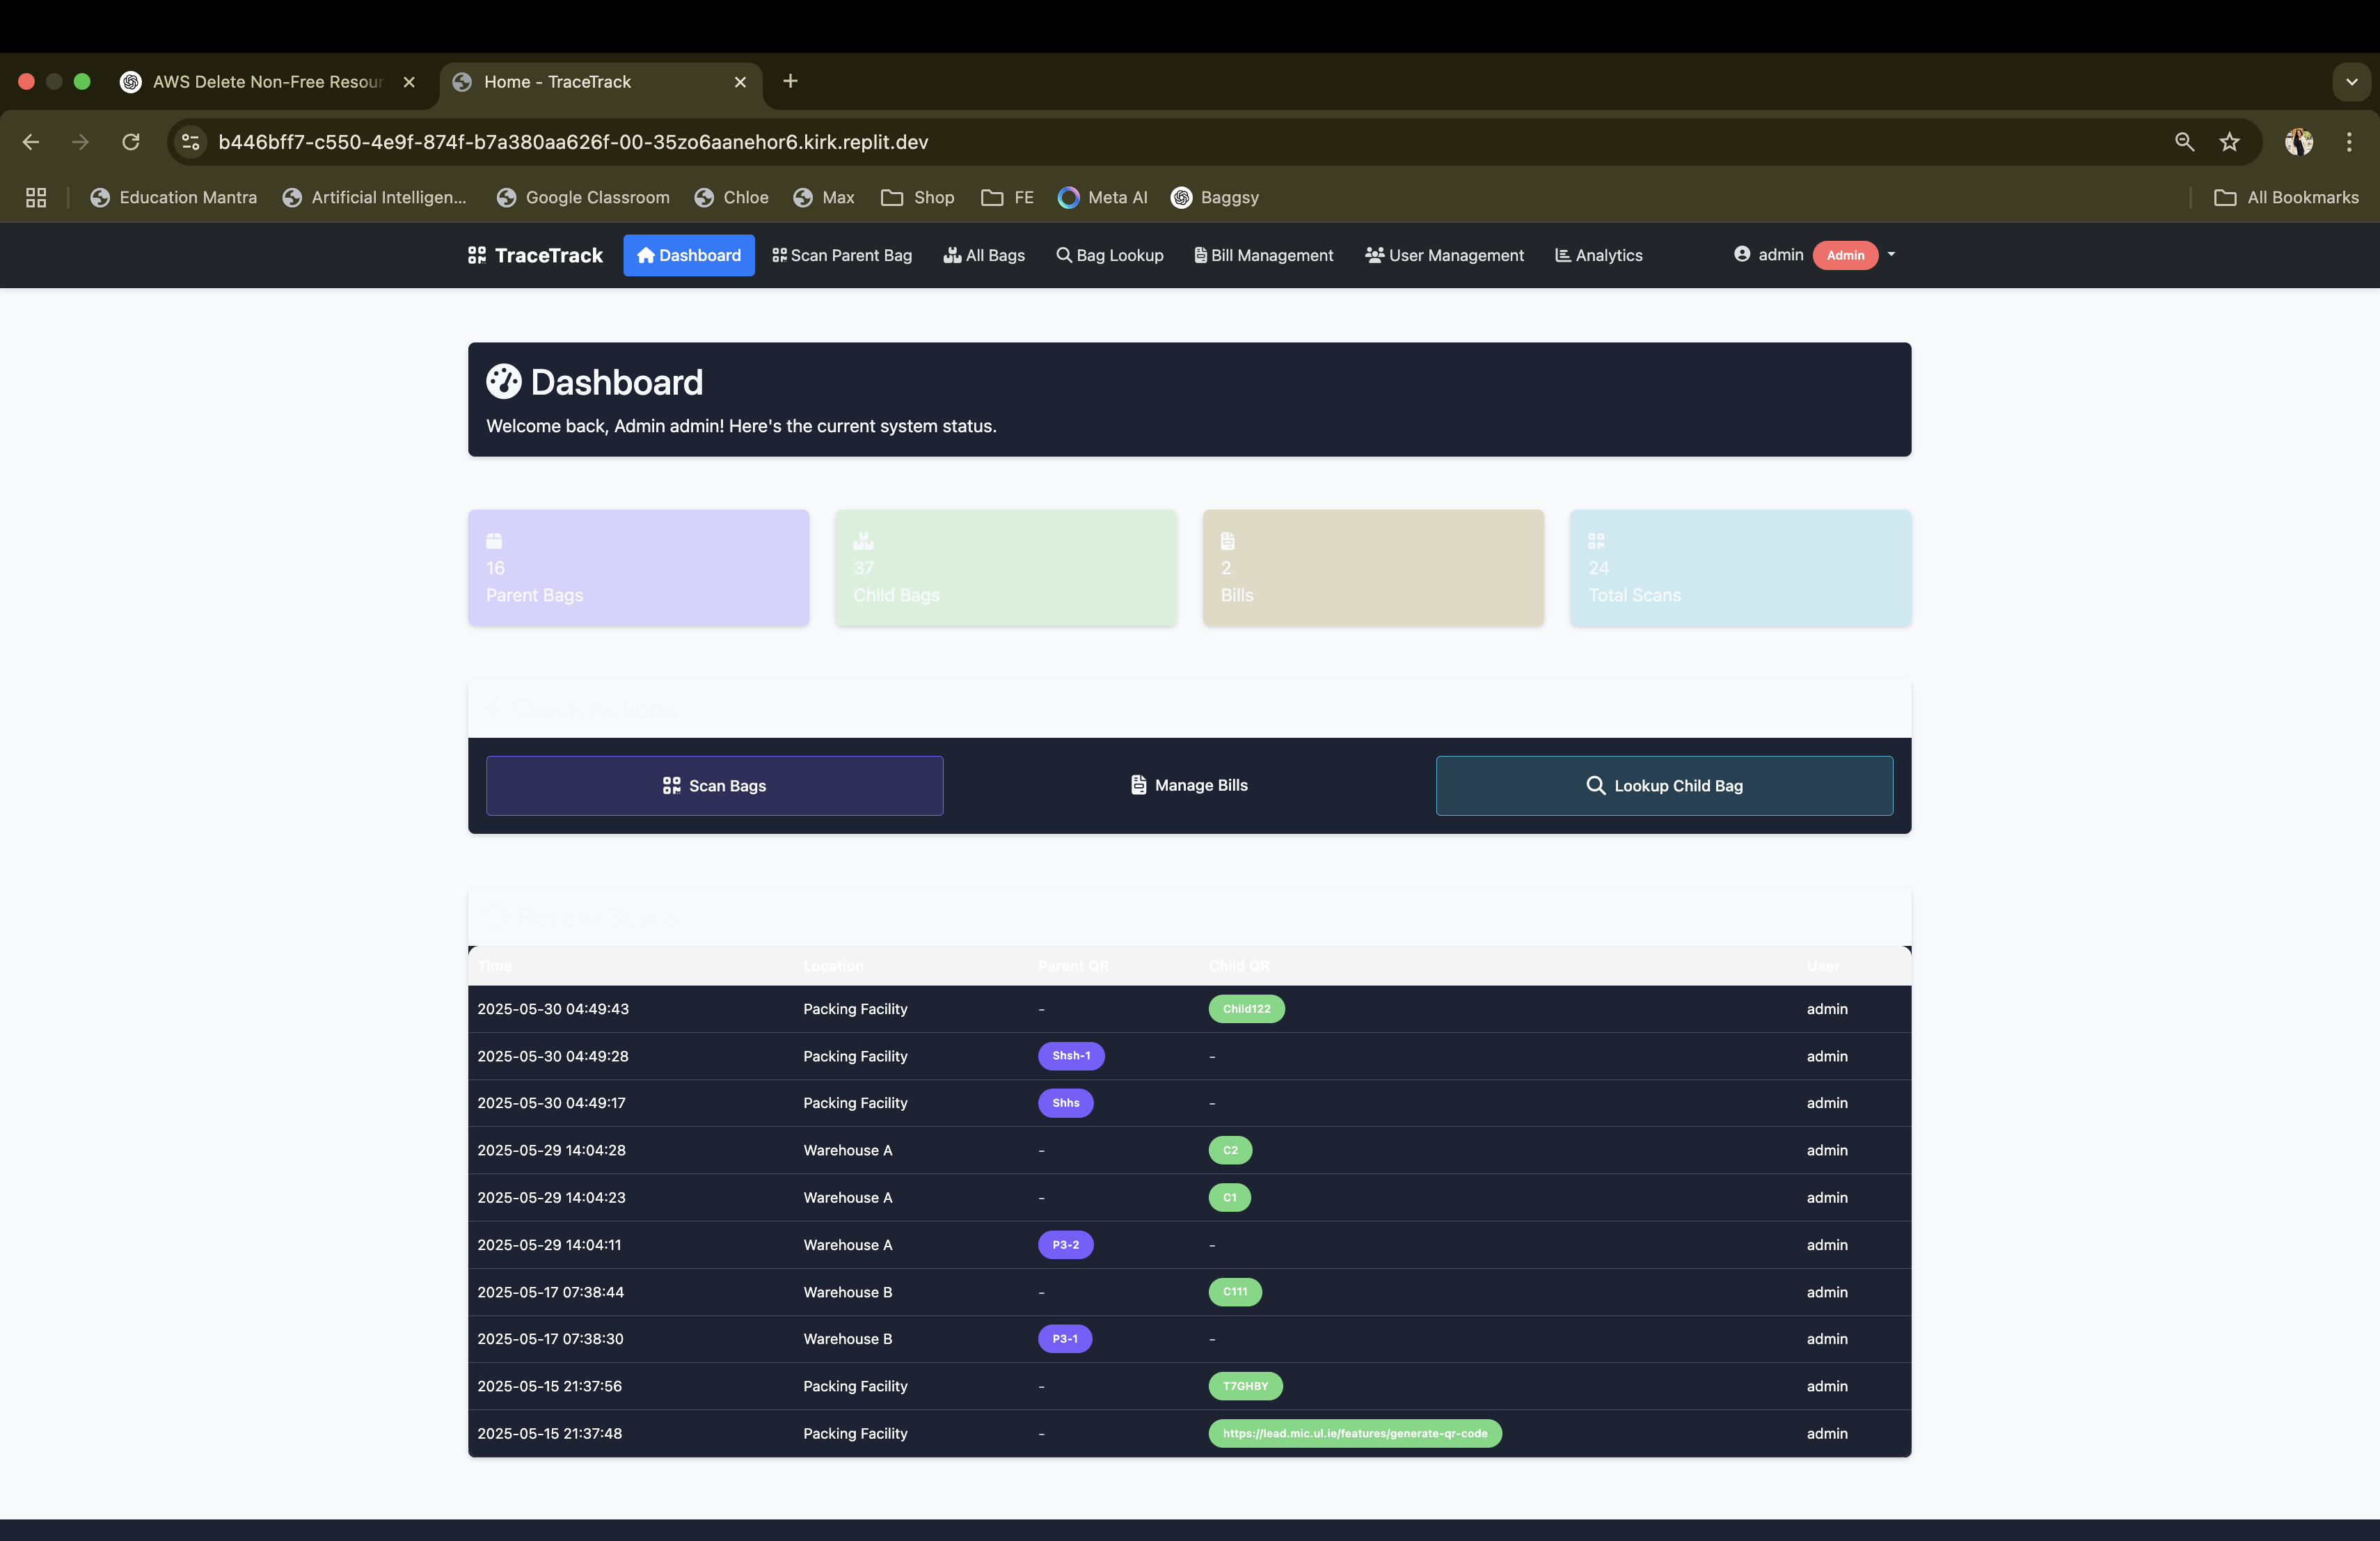 AWS Delete Non-Free Resour
Home - TraceTrack
b446bff7-c550-4e9f-874f-b7a380aa626f-00-35zo6aanehor6.kirk.replit.dev
Education Mantra
Artificial Intelligen...
Google Classroom
Chloe
Max
Shop
FE
Meta AI
Baggsy
All Bookmarks
TraceTrack
Dashboard
Scan Parent Bag
All Bags
Bag Lookup
Bill Management
User Management
Analytics
admin
Admin
Dashboard
Welcome back, Admin admin! Here's the current system status.
16
Parent Bags
37
Child Bags
2
Bills
24
Total Scans
Scan Bags
Manage Bills
Lookup Child Bag
Time Location Parent QR Child QR User
2025-05-30 04:49:43 Packing Facility - Child122 admin
2025-05-30 04:49:28 Packing Facility Shsh-1 - admin
2025-05-30 04:49:17 Packing Facility Shhs - admin
2025-05-29 14:04:28 Warehouse A - C2 admin
2025-05-29 14:04:23 Warehouse A - C1 admin
2025-05-29 14:04:11 Warehouse A P3-2 - admin
2025-05-17 07:38:44 Warehouse B - C111 admin
2025-05-17 07:38:30 Warehouse B P3-1 - admin
2025-05-15 21:37:56 Packing Facility - T7GHBY admin
2025-05-15 21:37:48 Packing Facility - https://lead.mic.ul.ie/features/generate-qr-code admin